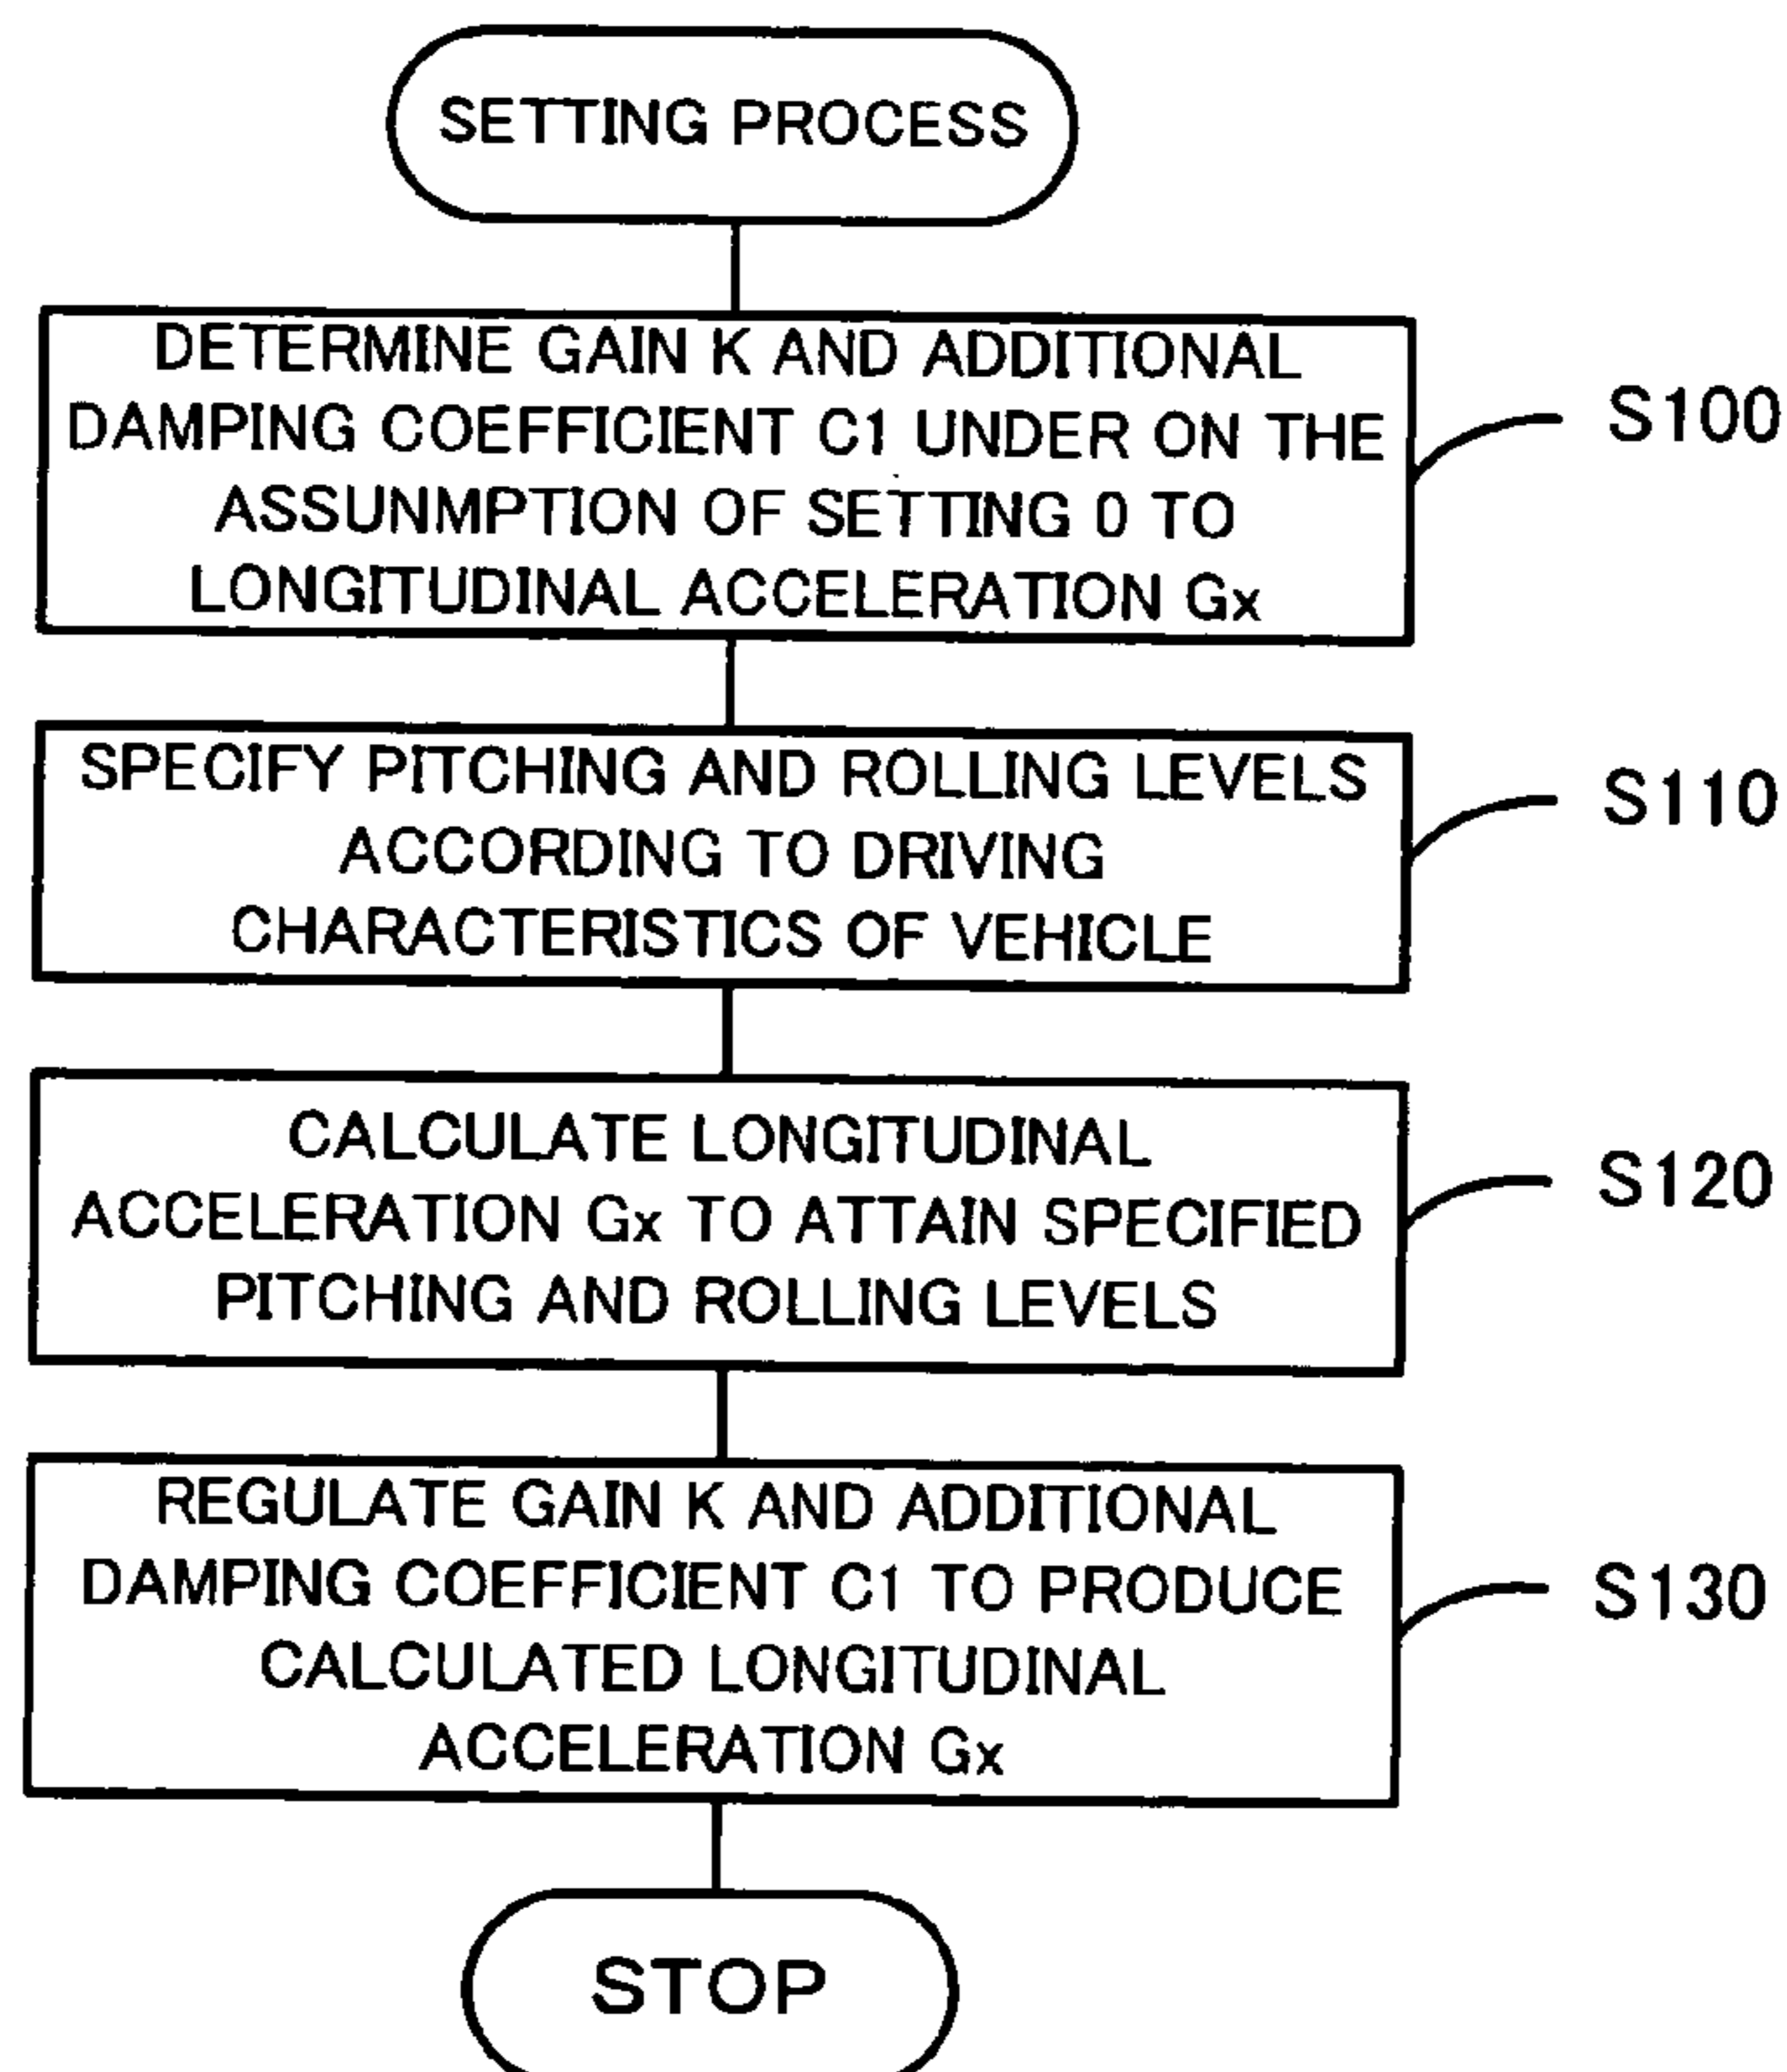 SETTING PROCESS
DETERMINE GAIN K AND ADDITIONAL
DAMPING COEFFICIENT C1 UNDER ON THE
ASSUNMPTION OF SETTING 0 TO
LONGITUDINAL ACCELERATION Gx
S100
SPECIFY PITCHING AND ROLLING LEVELS
ACCORDING TO DRIVING
CHARACTERISTICS OF VEHICLE
S110
CALCULATE LONGITUDINAL
ACCELERATION Gx TO ATTAIN SPECIFIED
PITCHING AND ROLLING LEVELS
S120
REGULATE GAIN K AND ADDITIONAL
DAMPING COEFFICIENT C1 TO PRODUCE
CALCULATED LONGITUDINAL
ACCELERATION Gx
S130
STOP